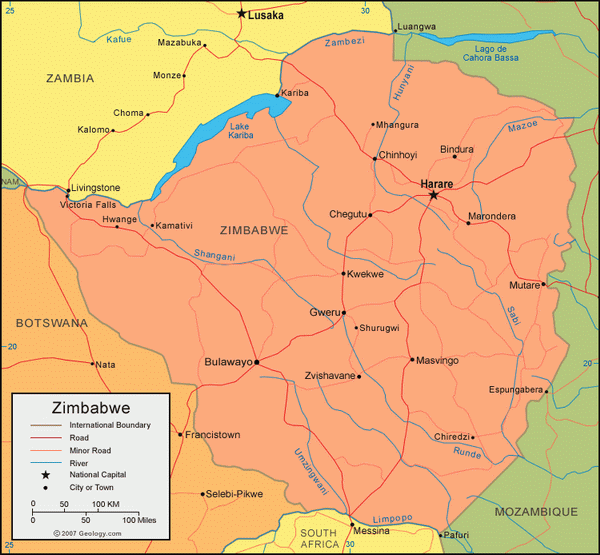 25
30
Lusaka
Luangwa
Kafue
Mazabuka
Zambezi
Lago de
Cahora Bassa
ZAMBIA
Monze
Kariba
Hunyani
Choma
Mhangura
Mazoe
Kalomo
Lake
Kariba
Bindura
Chinhoyi
NAM.
Livingstone
Harare
Victoria Falls
Hwange
Kamativi
Chegutu
Marondera
ZIMBABWE
Shangani
Kwekwe
Mutare
Gweru
Sabi
BOTSWANA
Shurugwi
20
Nata
Bulawayo
Masvingo
20
Zvishavane
Espungabera
Zimbabwe
International Boundary
Road
Minor Road
River
National Capital
City or Town
0 50 100 KM
0 50 100 Miles
© 2007 Geology.com
Francistown
Chiredzi
Runde
Umzingwani
Selebi-Pikwe
MOZAMBIQUE
Limpopo
SOUTH
AFRICA
Messina
Pafuri
25
30